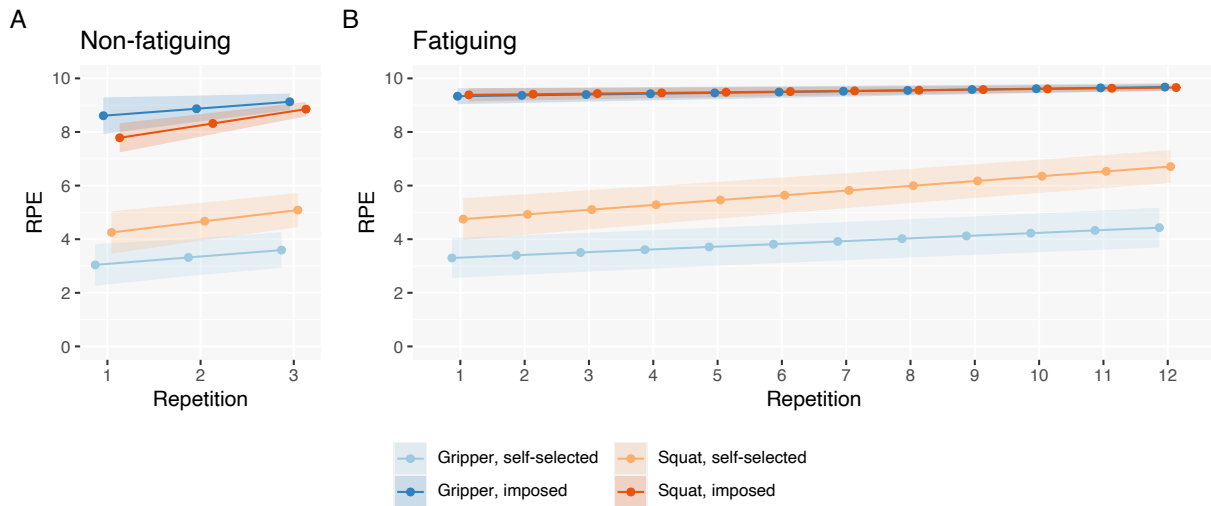 A
Non-fatiguing
RPE
10
8
6
4
2
0
1 2 3
Repetition
B
Fatiguing
RPE
10
8
6
4
2
0
1 2 3 4 5 6 7 8 9 10 11 12
Repetition
Gripper, self-selected
Squat, self-selected
Gripper, imposed
Squat, imposed